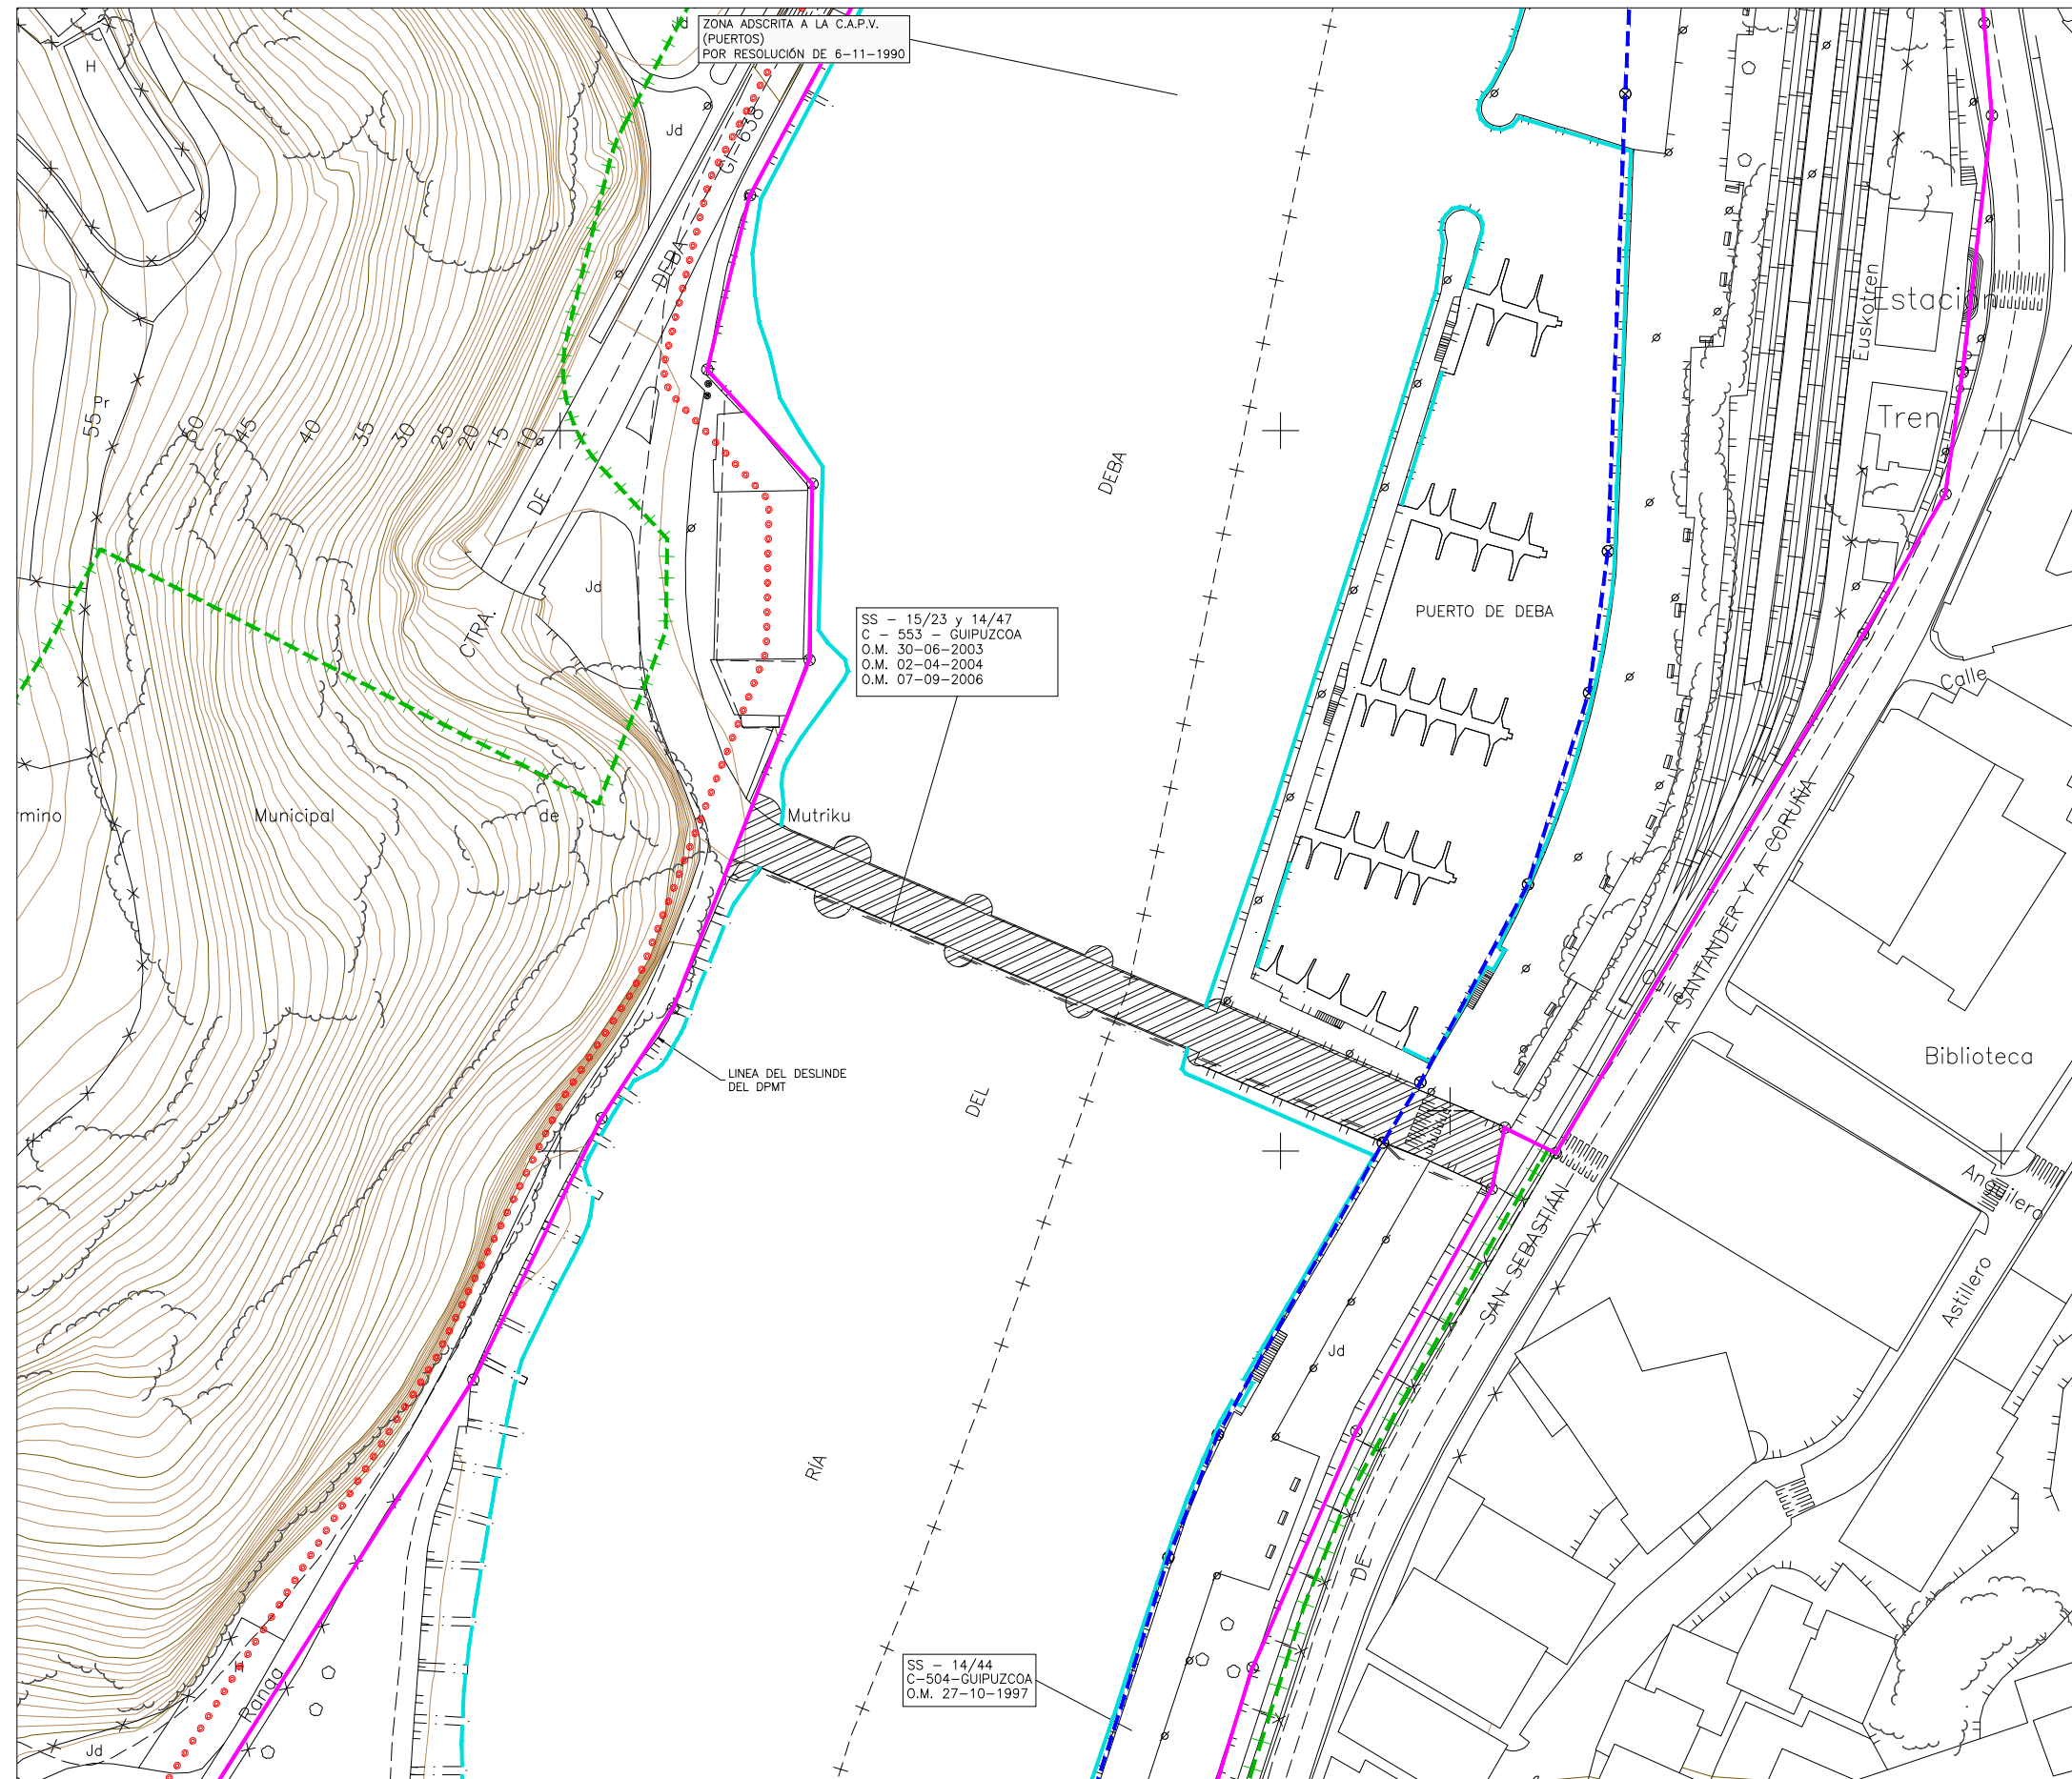 ZONA ADSCRITA A LA C.A.P.V.
(PUERTOS)
POR RESOLUCIÓN DE 6-11-1990
H
Jd
GI-638
DEBA
Euskotren
Estación
Tren
Pr
55
60
45
40
35
30
25
20
15
10
DE
DEBA
Jd
CTRA.
SS - 15/23 y 14/47
C - 553 - GUIPUZCOA
O.M. 30-06-2003
O.M. 02-04-2004
O.M. 07-09-2006
PUERTO DE DEBA
Calle
Municipal
de
Mutriku
A SANTANDER Y A CORUÑA
LINEA DEL DESLINDE
DEL DPMT
DEL
Calle
Biblioteca
Anguilero
SAN SEBASTIÁN
Astillero
Jd
RÍA
DE
SS - 14/44
C-504-GUIPUZCOA
O.M. 27-10-1997
H
Jd